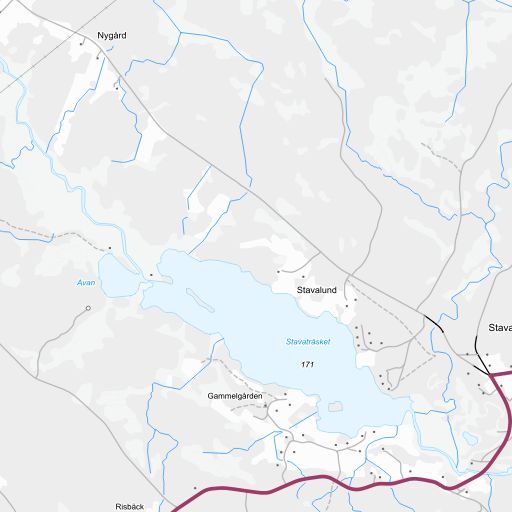 Nygård
Avan
Stavalund
Stavaträsket
171
Stava
Gammelgården
Risbäck